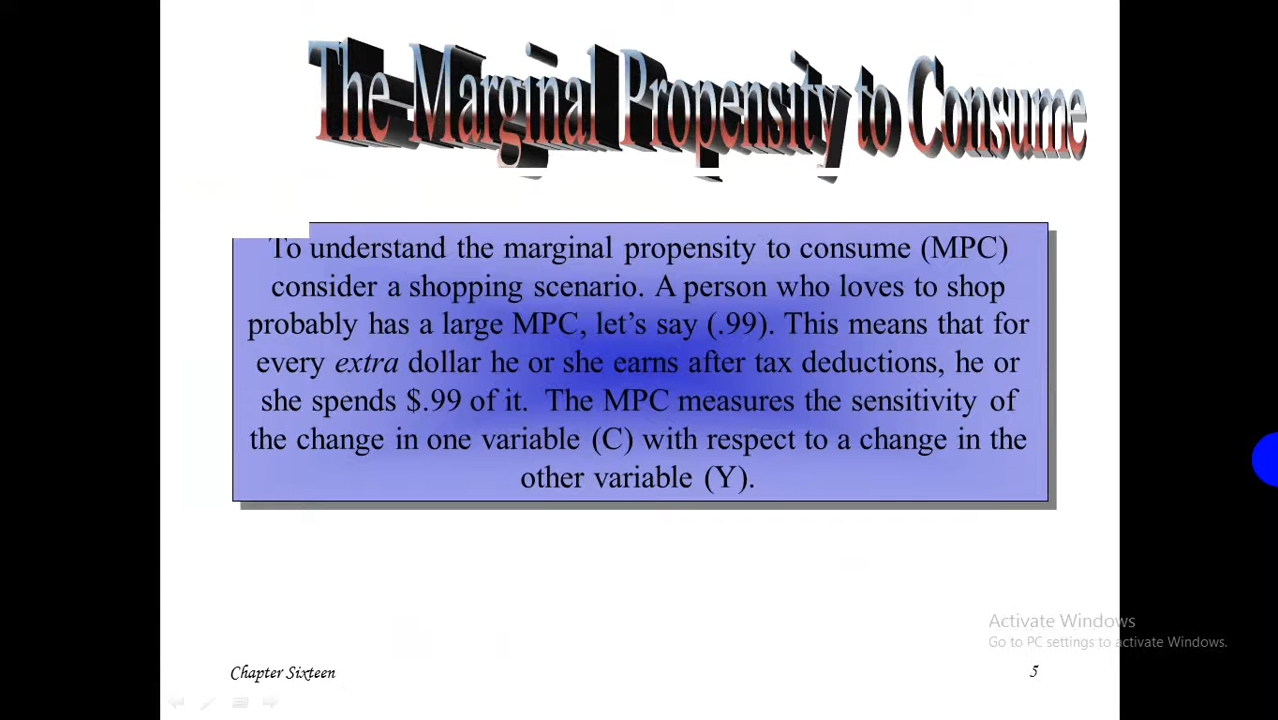 The Marginal Propensity to Consume
To understand the marginal propensity to consume (MPC)
consider a shopping scenario. A person who loves to shop
probably has a large MPC, let’s say (.99). This means that for
every extra dollar he or she earns after tax deductions, he or
she spends $.99 of it.  The MPC measures the sensitivity of
the change in one variable (C) with respect to a change in the
other variable (Y).
Activate Windows
Go to PC settings to activate Windows.
Chapter Sixteen
5